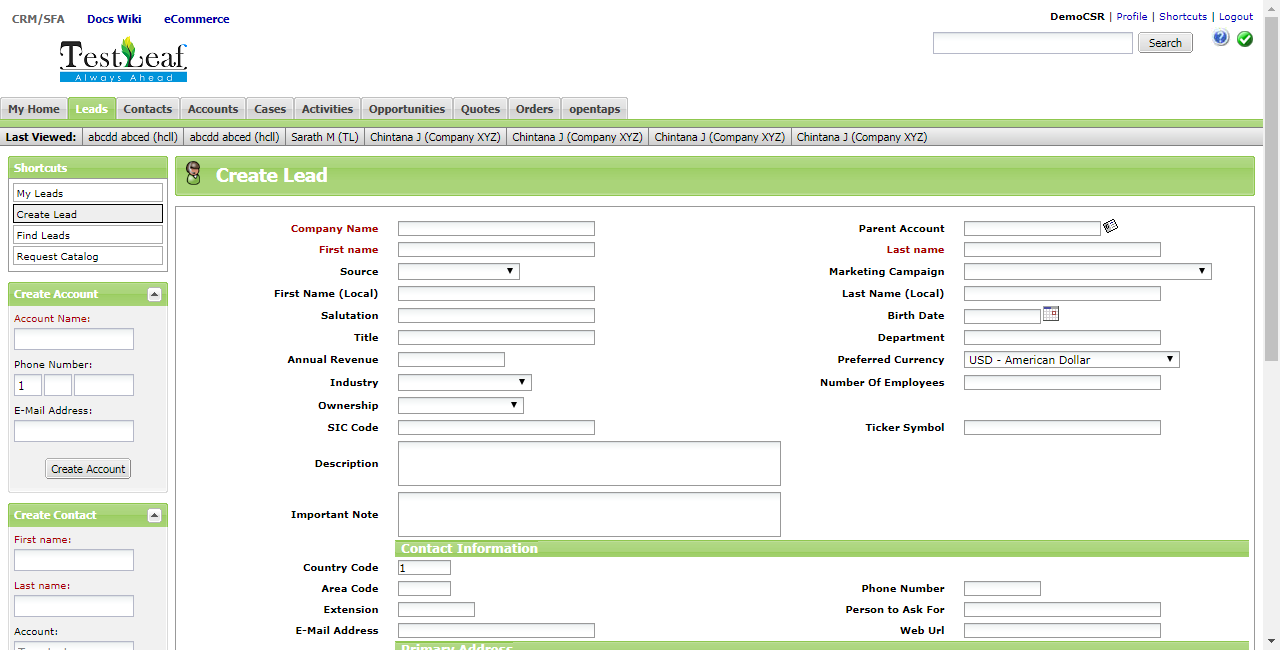 CRM/SFA Docs Wiki eCommerce
DemoCSR | Profile | Shortcuts | Logout
TestLeaf
Always Ahead
Search
My Home Leads Contacts Accounts Cases Activities Opportunities Quotes Orders opentaps
Last Viewed: abcdd abced (hcll) abcdd abced (hcll) Sarath M (TL) Chintana J (Company XYZ) Chintana J (Company XYZ) Chintana J (Company XYZ) Chintana J (Company XYZ)
Shortcuts
My Leads
Create Lead
Find Leads
Request Catalog
Create Account
Account Name:
Phone Number:
1
E-Mail Address:
Create Account
Create Contact
First name:
Last name:
Account:
Create Lead
Company Name Parent Account
First name Last name
Source Marketing Campaign
First Name (Local) Last Name (Local)
Salutation Birth Date
Title Department
Annual Revenue Preferred Currency USD - American Dollar
Industry Number Of Employees
Ownership
SIC Code Ticker Symbol
Description
Important Note
Contact Information
Country Code 1
Area Code Phone Number
Extension Person to Ask For
E-Mail Address Web Url
Primary Address